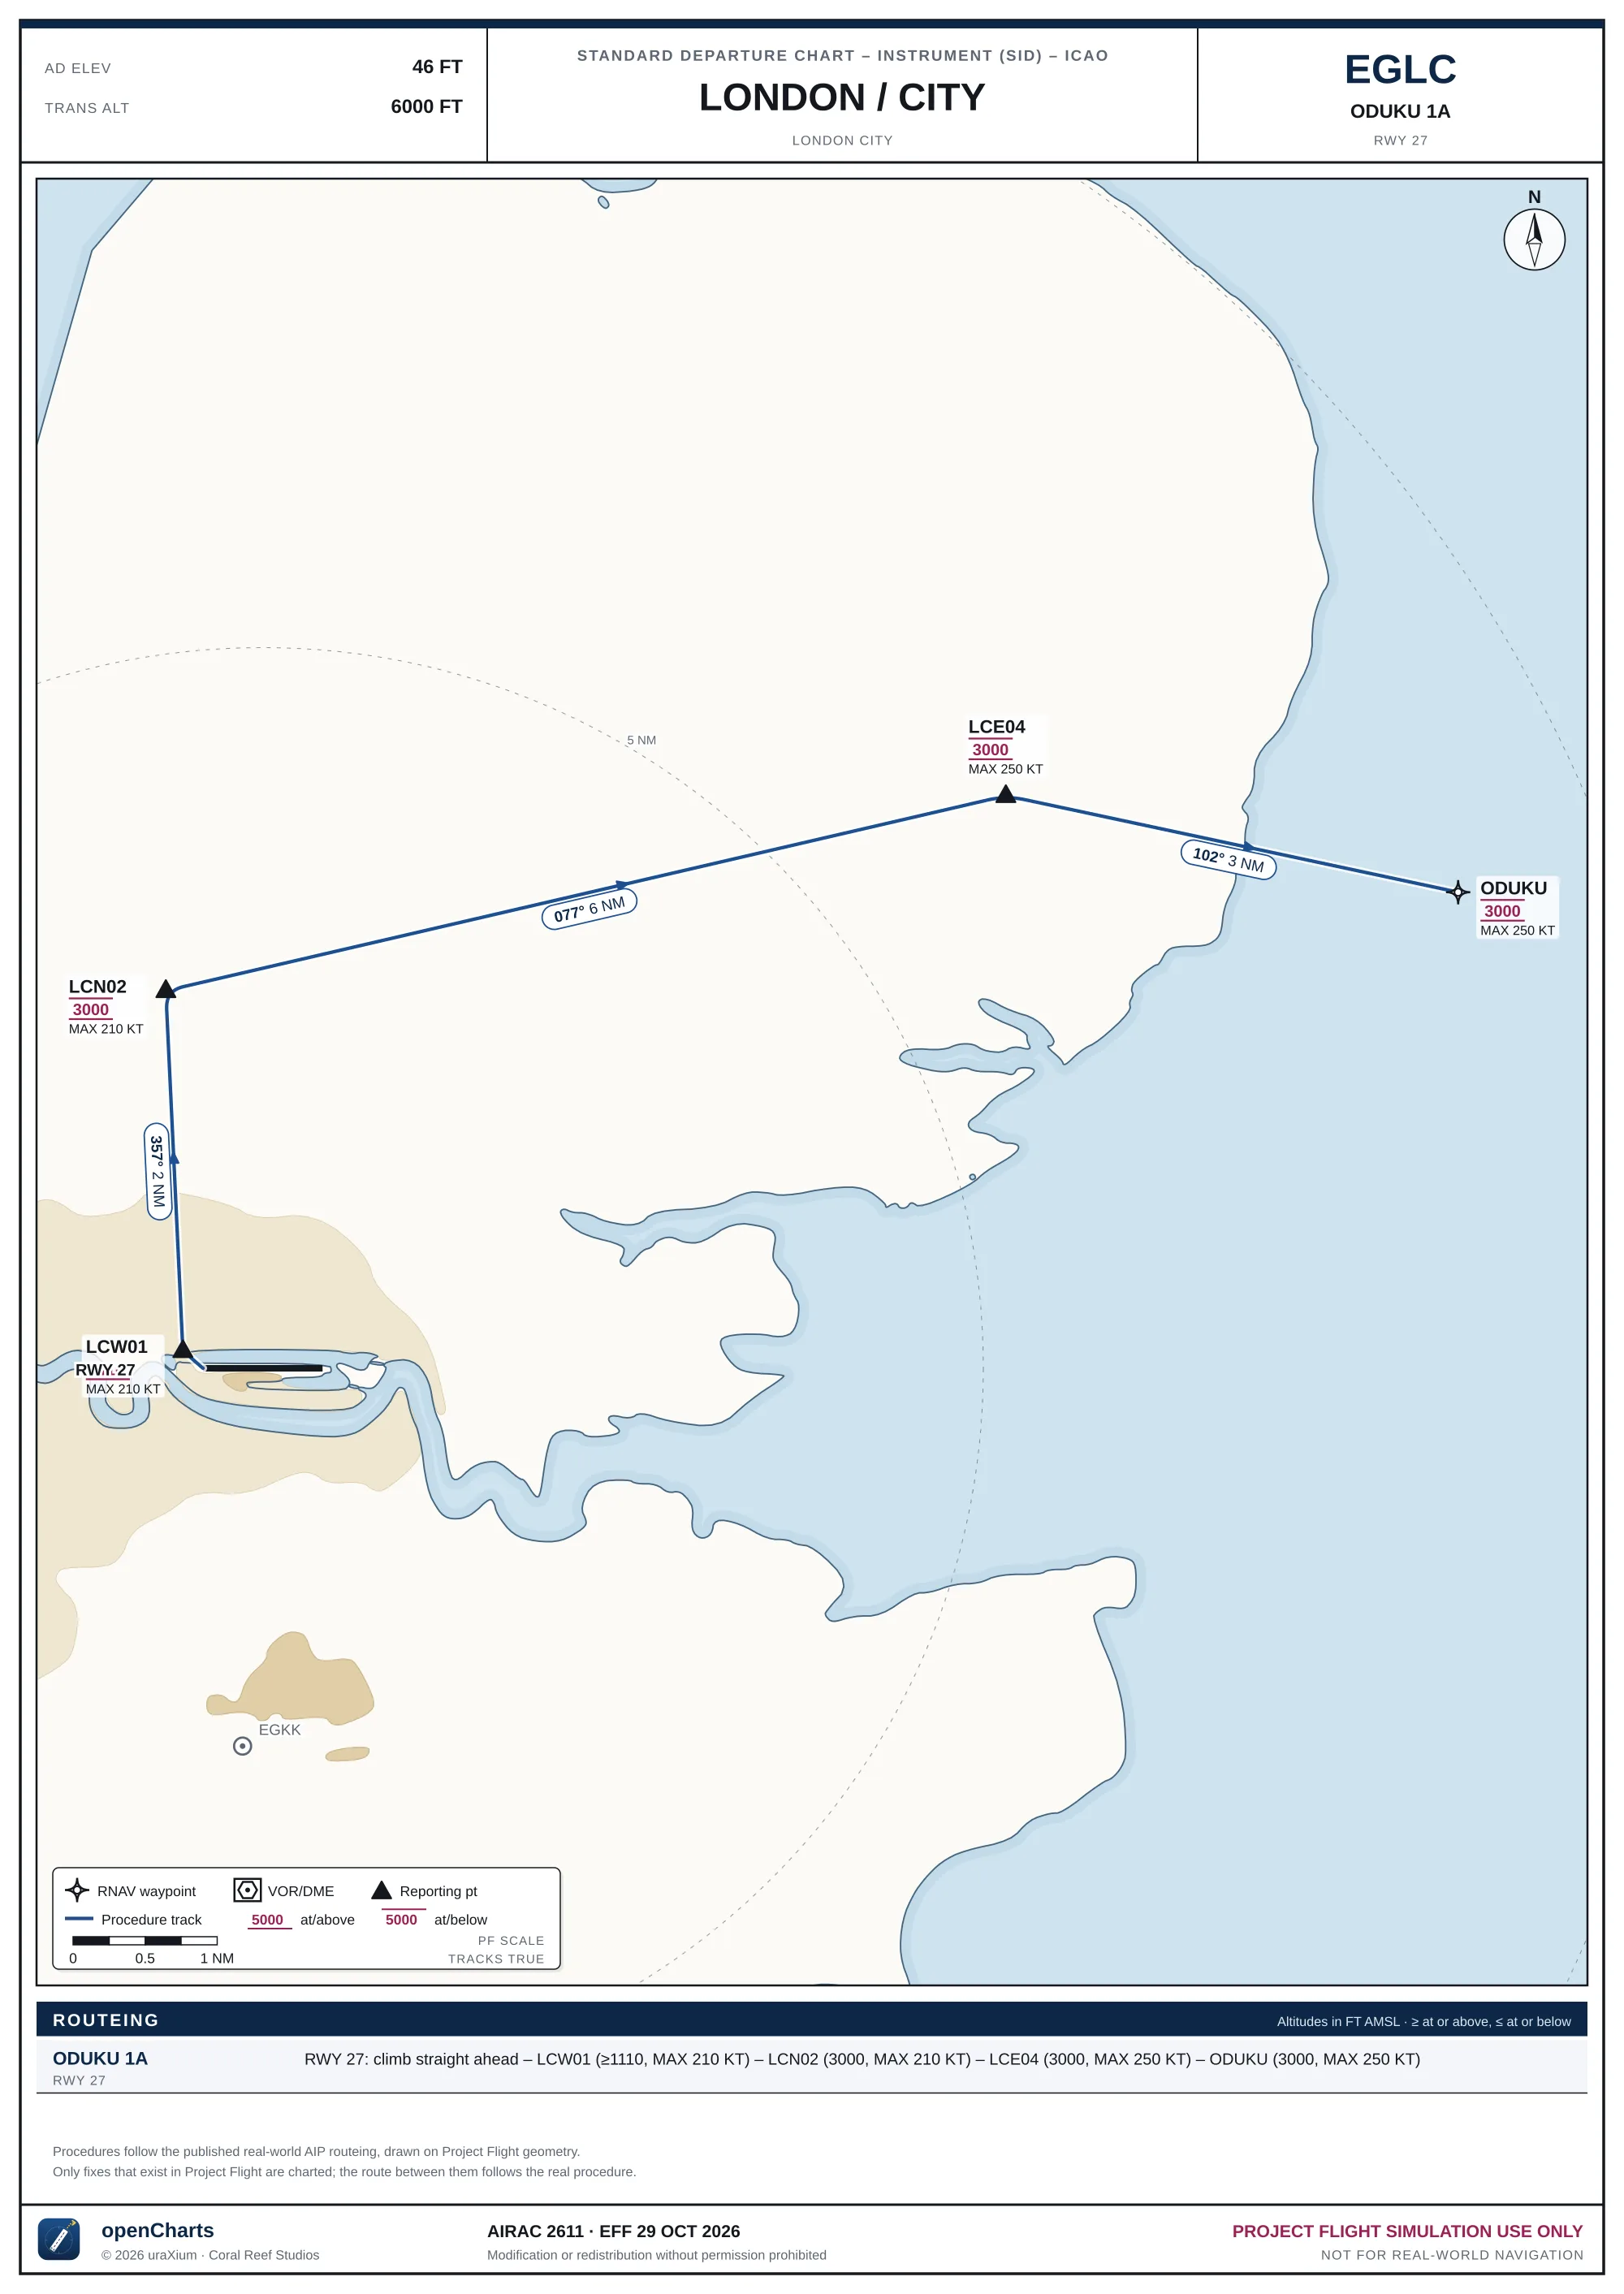 AD ELEV 46 FT
TRANS ALT 6000 FT
STANDARD DEPARTURE CHART – INSTRUMENT (SID) – ICAO
LONDON / CITY
LONDON CITY
EGLC
ODUKU 1A
RWY 27
N
5 NM
LCE04
3000
MAX 250 KT
102° 3 NM
ODUKU
3000
MAX 250 KT
077° 6 NM
LCN02
3000
MAX 210 KT
357° 2 NM
LCW01
RWY 27
MAX 210 KT
EGKK
RNAV waypoint VOR/DME Reporting pt
Procedure track 5000 at/above 5000 at/below
PF SCALE
0 0.5 1 NM TRACKS TRUE
ROUTEING Altitudes in FT AMSL · ≥ at or above, ≤ at or below
ODUKU 1A RWY 27: climb straight ahead – LCW01 (≥1110, MAX 210 KT) – LCN02 (3000, MAX 210 KT) – LCE04 (3000, MAX 250 KT) – ODUKU (3000, MAX 250 KT)
RWY 27
Procedures follow the published real-world AIP routeing, drawn on Project Flight geometry.
Only fixes that exist in Project Flight are charted; the route between them follows the real procedure.
openCharts
© 2026 uraXium · Coral Reef Studios
AIRAC 2611 · EFF 29 OCT 2026
Modification or redistribution without permission prohibited
PROJECT FLIGHT SIMULATION USE ONLY
NOT FOR REAL-WORLD NAVIGATION